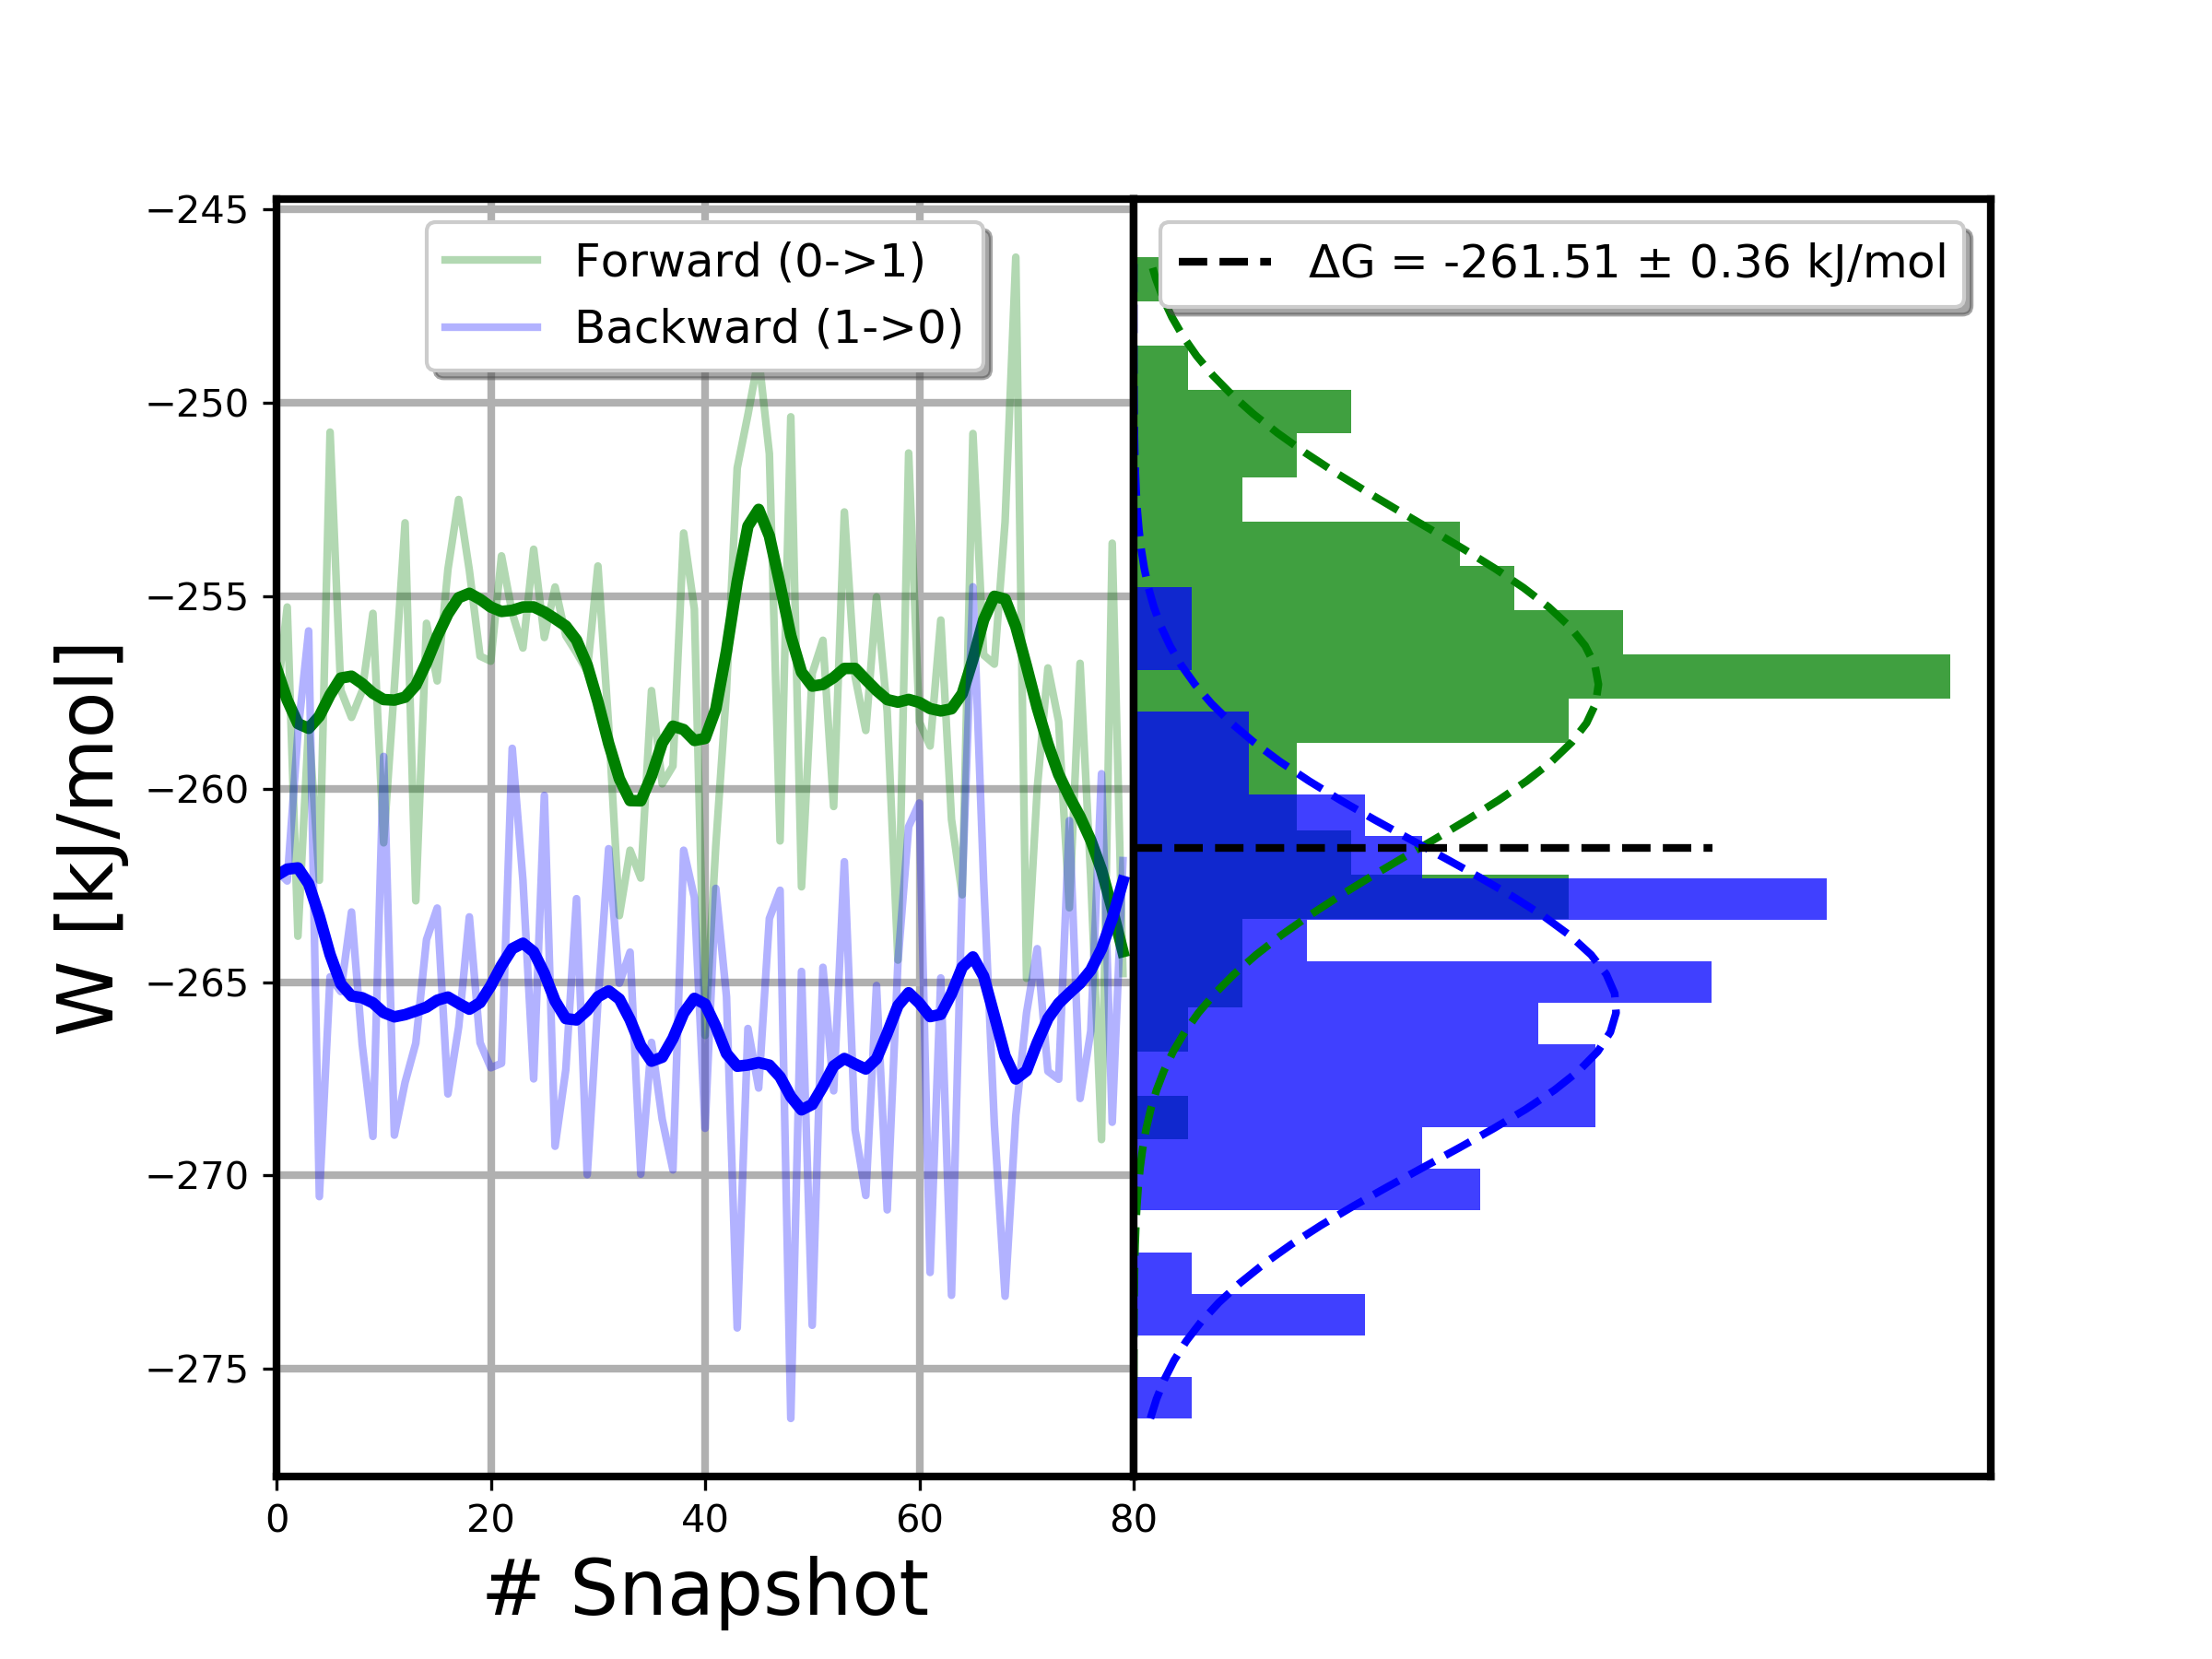 Forward (0->1)
Backward (1->0)
ΔG = -261.51 ± 0.36 kJ/mol
W [kJ/mol]
−245
−250
−255
−260
−265
−270
−275
0 20 40 60 80
# Snapshot